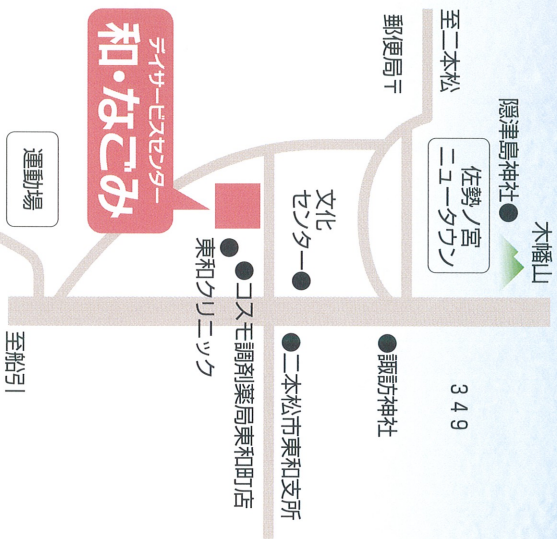 木幡山
隠津島神社
至二本松
郵便局〒
佐勢ノ宮
ニュータウン
349
諏訪神社
文化
センター
二本松市東和支所
コスモ調剤薬局東和町店
東和クリニック
デイサービスセンター
和・なごみ
運動場
至船引